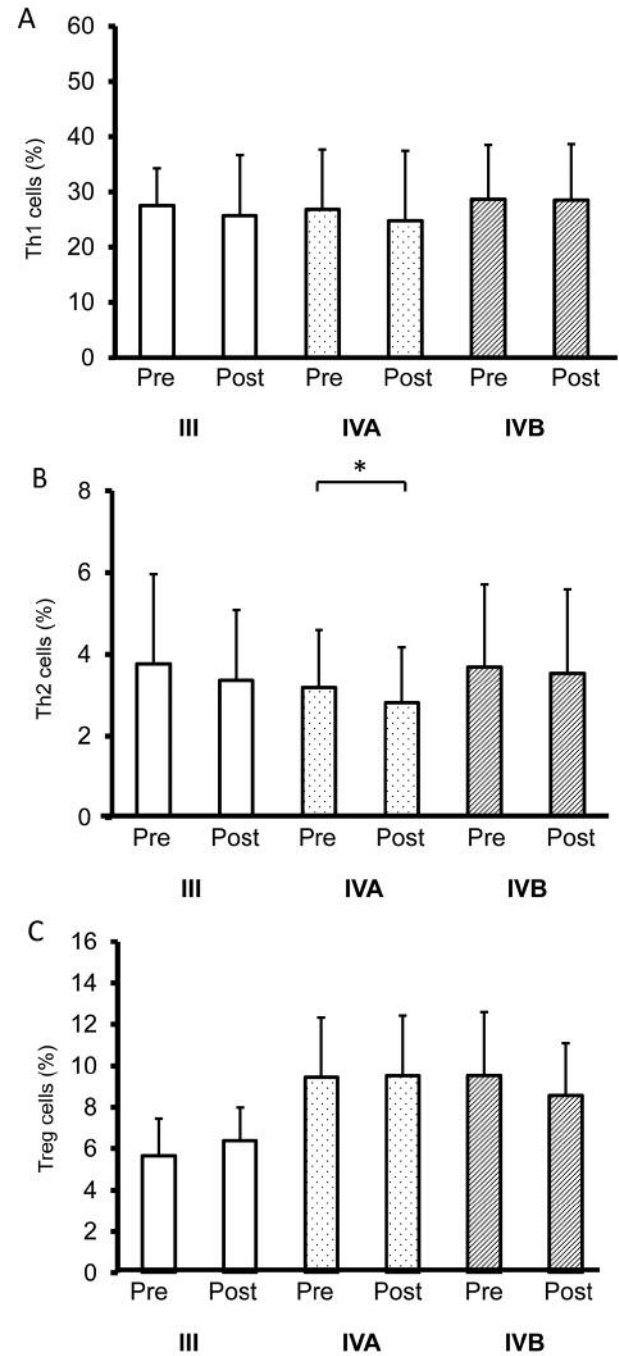 A
60
50
40
30
20
10
0
Th1 cells (%)
Pre Post Pre Post Pre Post
III IVA IVB
B
*
8
6
4
2
0
Th2 cells (%)
Pre Post Pre Post Pre Post
III IVA IVB
C
16
14
12
10
8
6
4
2
0
Treg cells (%)
Pre Post Pre Post Pre Post
III IVA IVB